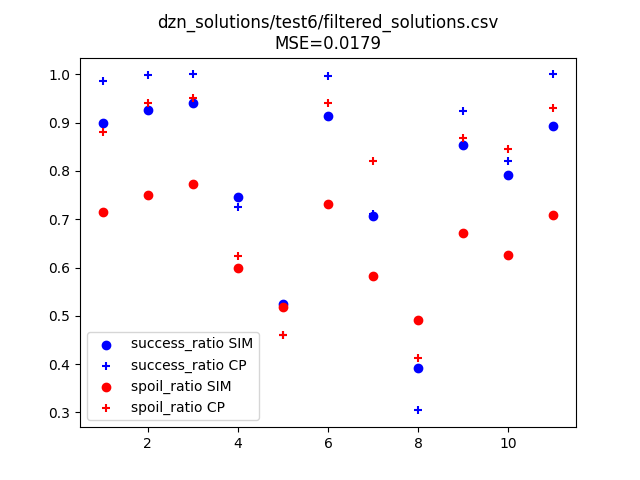 dzn_solutions/test6/filtered_solutions.csv
MSE=0.0179
1.0
0.9
0.8
0.7
0.6
0.5
0.4
0.3
success_ratio SIM
success_ratio CP
spoil_ratio SIM
spoil_ratio CP
2 4 6 8 10